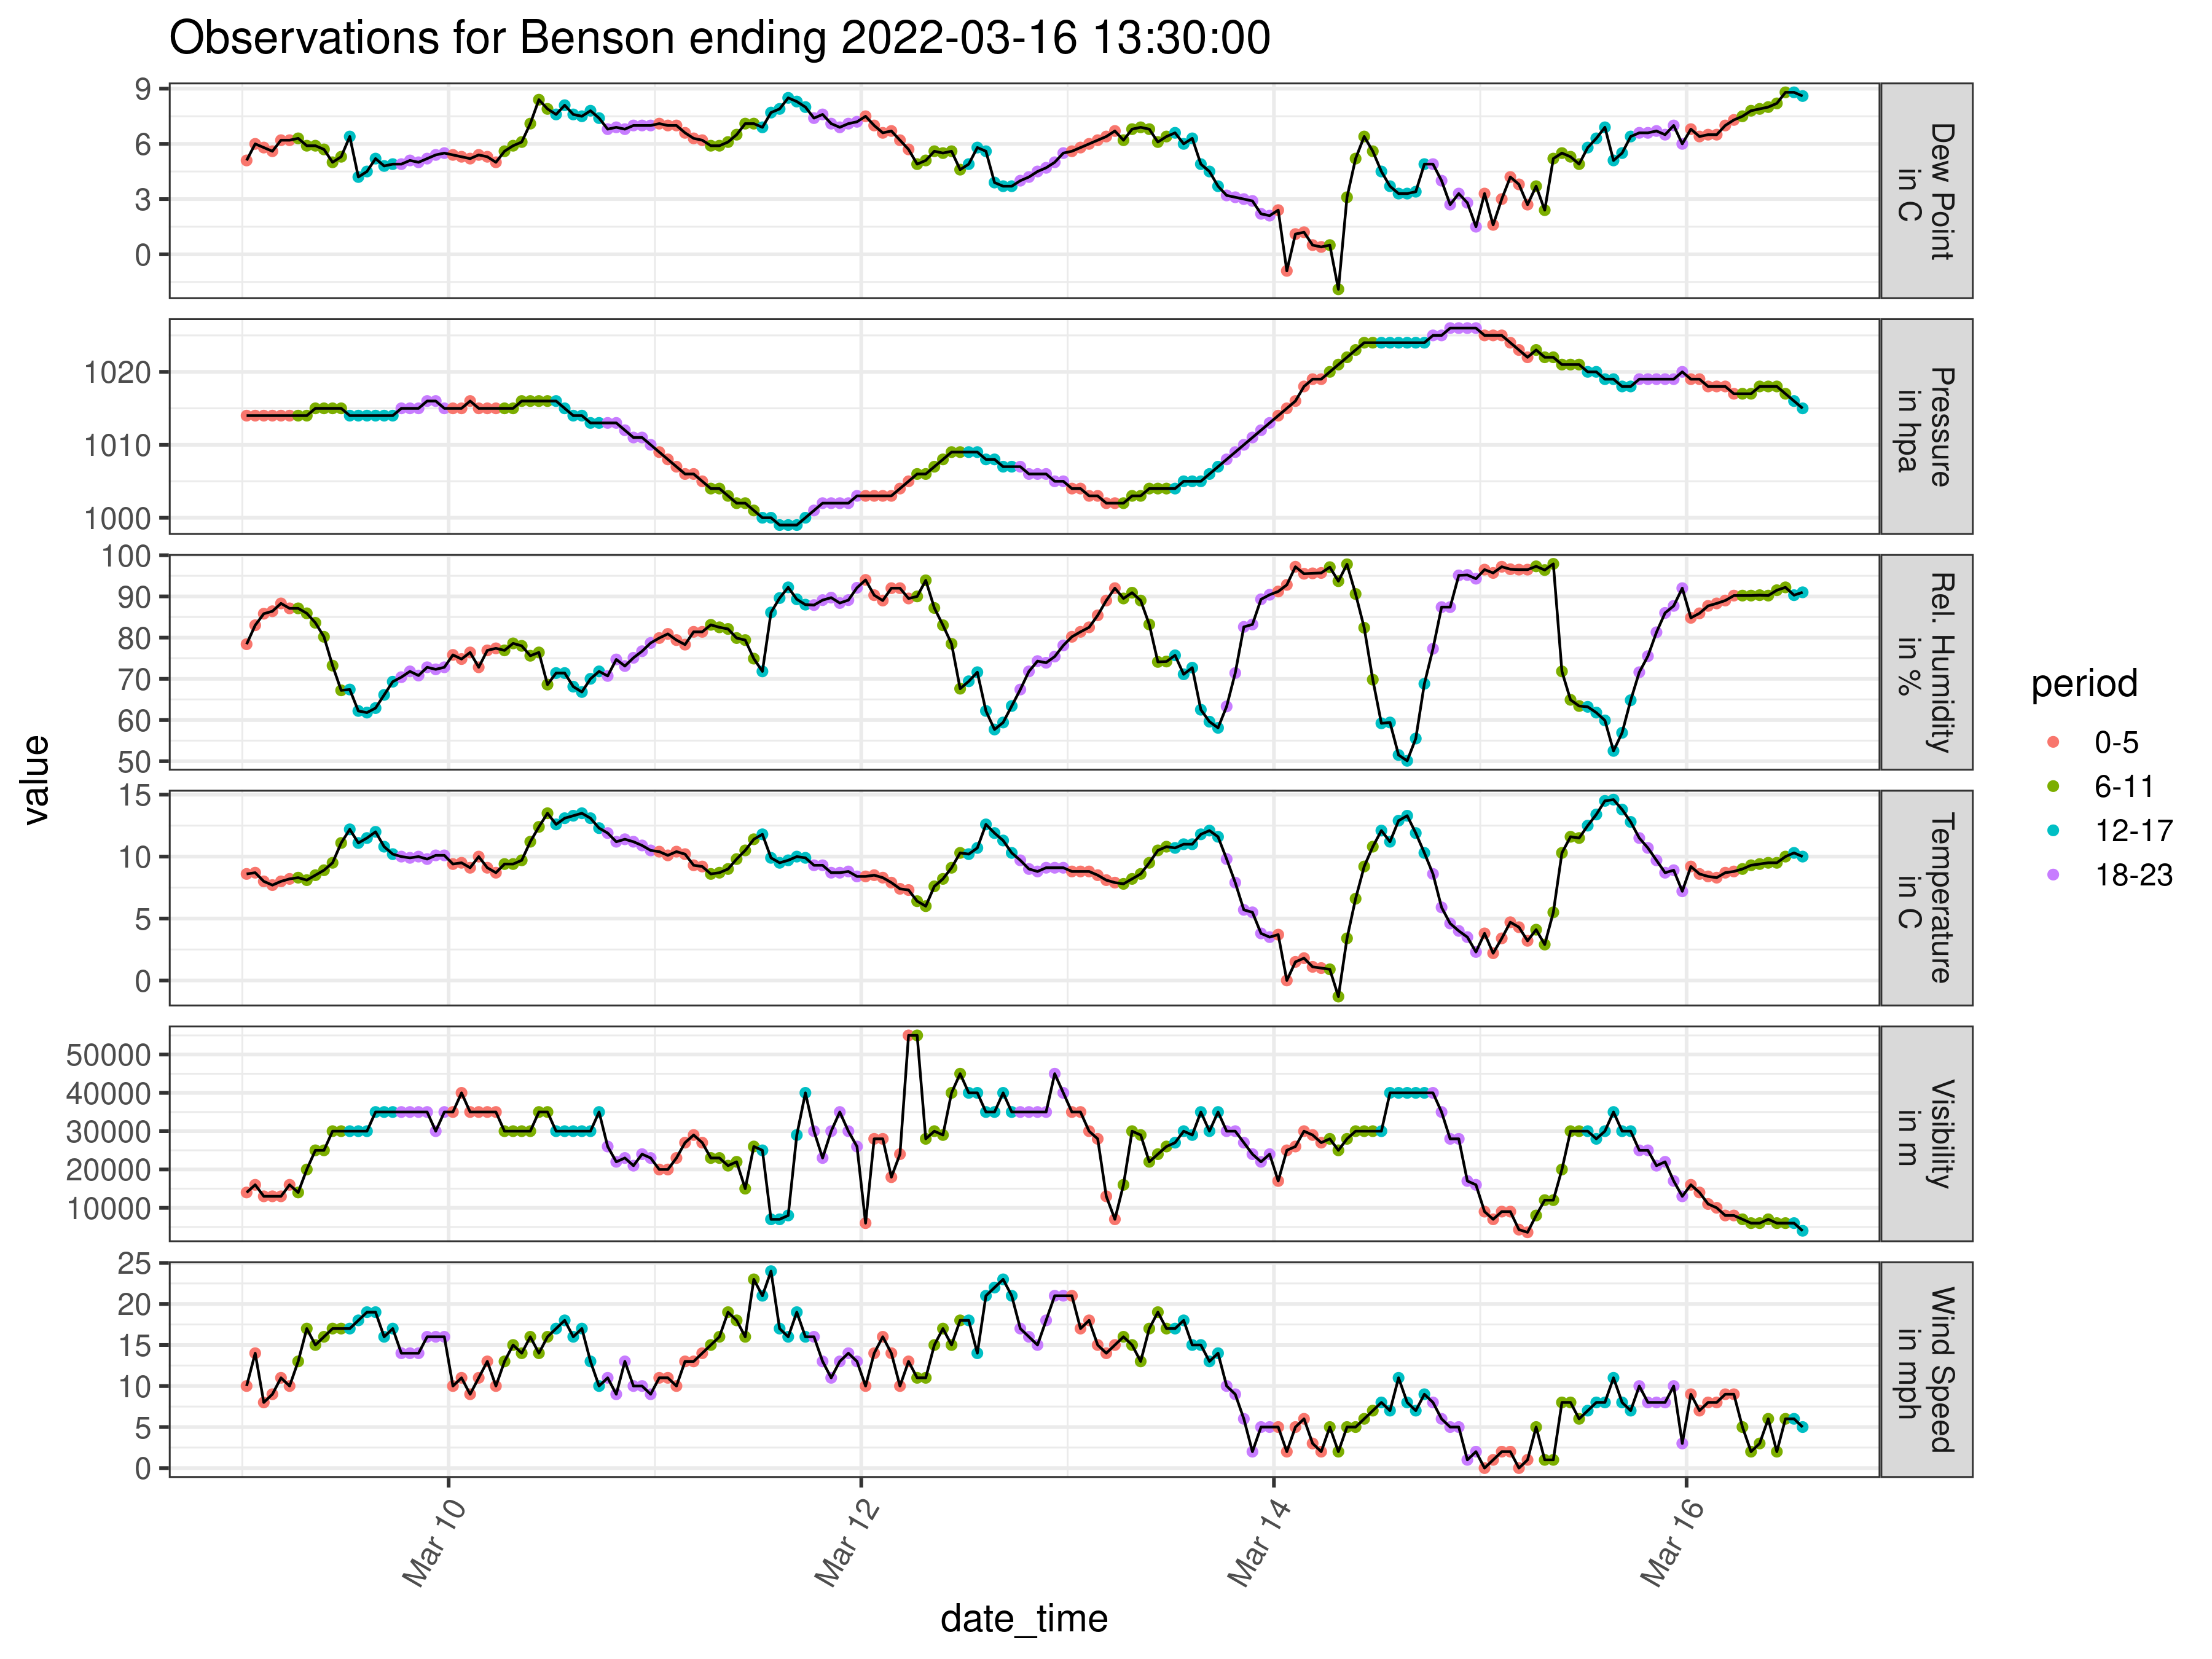 Observations for Benson ending 2022-03-16 13:30:00
value
9
6
3
0
Dew Point
in C
1020
1010
1000
Pressure
in hpa
100
90
80
70
60
50
Rel. Humidity
in %
15
10
5
0
Temperature
in C
50000
40000
30000
20000
10000
Visibility
in m
25
20
15
10
5
0
Wind Speed
in mph
Mar 10
Mar 12
Mar 14
Mar 16
date_time
period
0-5
6-11
12-17
18-23